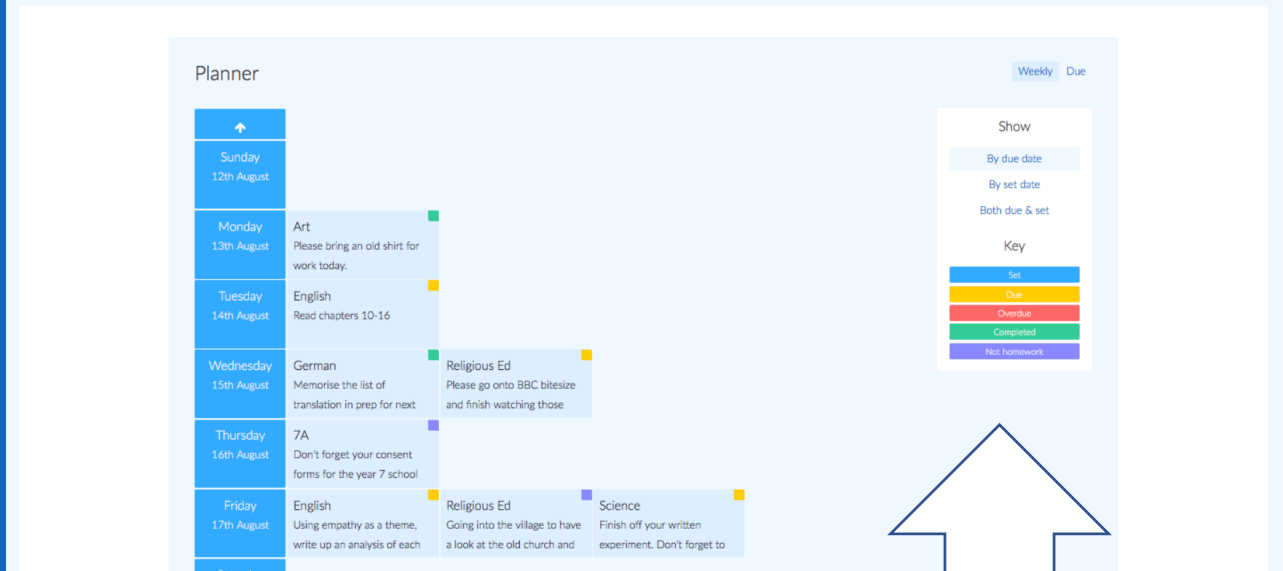 Planner
Weekly Due
Sunday
12th August
Monday
13th August
Art
Please bring an old shirt for
work today.
Tuesday
14th August
English
Read chapters 10-16
Wednesday
15th August
German
Memorise the list of
translation in prep for next
Religious Ed
Please go onto BBC bitesize
and finish watching those
Thursday
16th August
7A
Don't forget your consent
forms for the year 7 school
Friday
17th August
English
Using empathy as a theme,
write up an analysis of each
Religious Ed
Going into the village to have
a look at the old church and
Science
Finish off your written
experiment. Don't forget to
Show
By due date
By set date
Both due & set
Key
Set
Due
Overdue
Completed
Not homework